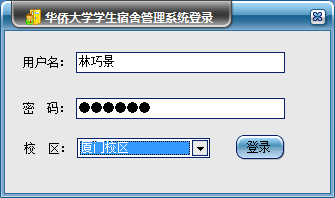 华侨大学学生宿舍管理系统登录
用户名： 林巧景
密 码： ●●●●●●
校 区： 厦门校区 登录